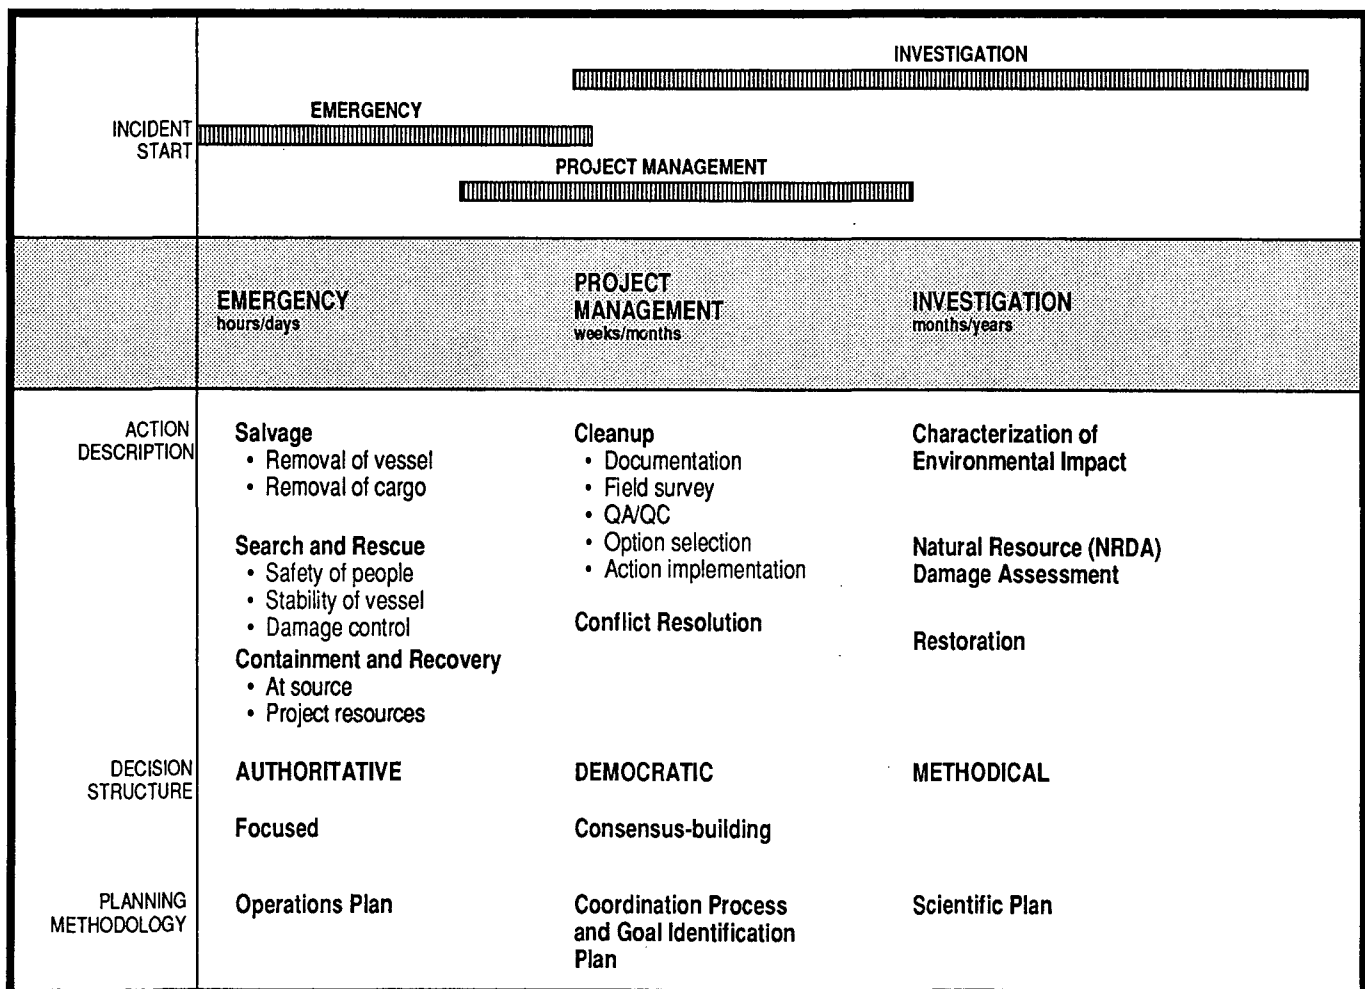 INVESTIGATION
EMERGENCY
INCIDENT
START
PROJECT MANAGEMENT
EMERGENCY
hours/days
PROJECT
MANAGEMENT
weeks/months
INVESTIGATION
months/years
ACTION
DESCRIPTION
Salvage
• Removal of vessel
• Removal of cargo
Search and Rescue
• Safety of people
• Stability of vessel
• Damage control
Containment and Recovery
• At source
• Project resources
Cleanup
• Documentation
• Field survey
• QA/QC
• Option selection
• Action implementation
Conflict Resolution
Characterization of
Environmental Impact
Natural Resource (NRDA)
Damage Assessment
Restoration
DECISION
STRUCTURE
AUTHORITATIVE
Focused
DEMOCRATIC
Consensus-building
METHODICAL
PLANNING
METHODOLOGY
Operations Plan
Coordination Process
and Goal Identification
Plan
Scientific Plan